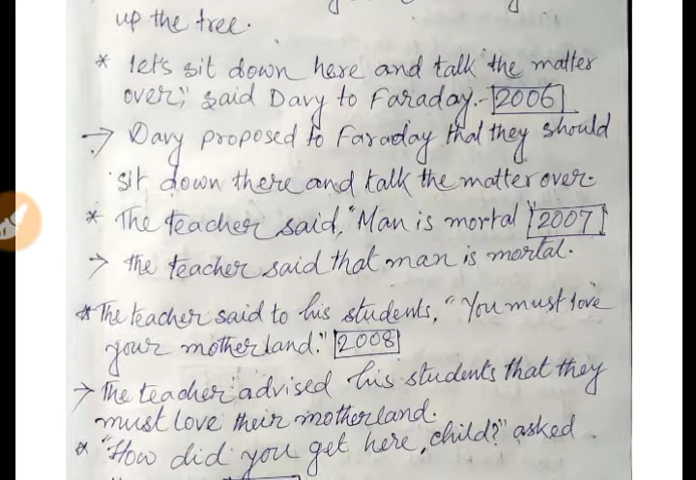 up the tree.
* let's sit down here and talk the matter
over," said Davy to Faraday.- 2006
→ Davy proposed to Faraday that they should
sit down there and talk the matter over.
* The teacher said, "Man is mortal 2007
→ the teacher said that man is mortal.
* The teacher said to his students, "You must love
your motherland." 2008
→ The teacher advised his students that they
must love their motherland.
* "How did you get here, child?" asked